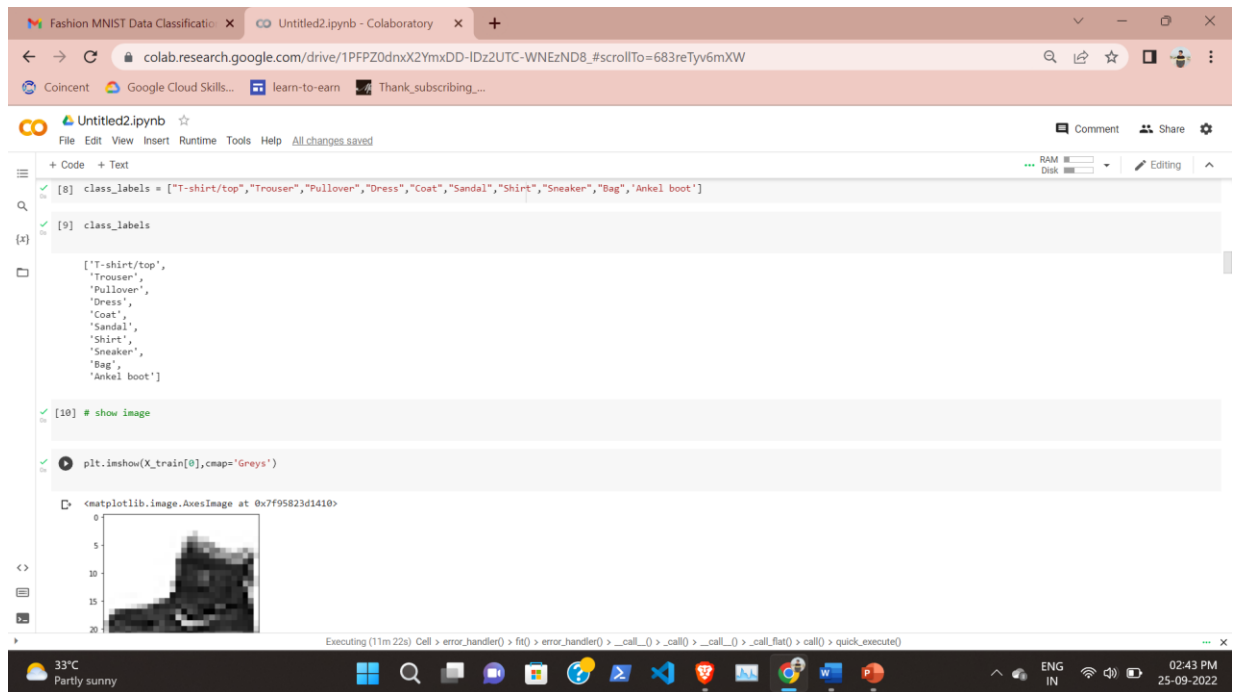 Fashion MNIST Data Classificatio
Untitled2.ipynb - Colaboratory
colab.research.google.com/drive/1PFPZ0dnxX2YmxDD-lDz2UTC-WNEzND8_#scrollTo=683reTyv6mXW
Coincent Google Cloud Skills... learn-to-earn Thank_subscribing_...
CO Untitled2.ipynb
Comment Share
File Edit View Insert Runtime Tools Help All changes saved
+ Code + Text
RAM
Disk
Editing
[8] class_labels = ["T-shirt/top","Trouser","Pullover","Dress","Coat","Sandal","Shirt","Sneaker","Bag",'Ankel boot']
0s
[9] class_labels
0s
{x}
['T-shirt/top',
'Trouser',
'Pullover',
'Dress',
'Coat',
'Sandal',
'Shirt',
'Sneaker',
'Bag',
'Ankel boot']
[10] # show image
0s
plt.imshow(X_train[0],cmap='Greys')
0s
<matplotlib.image.AxesImage at 0x7f95823d1410>
0
5
10
15
20
Executing (11m 22s) Cell > error_handler() > fit() > error_handler() > __call__() > _call() > __call__() > _call_flat() > call() > quick_execute()
33°C
Partly sunny
ENG
IN
02:43 PM
25-09-2022